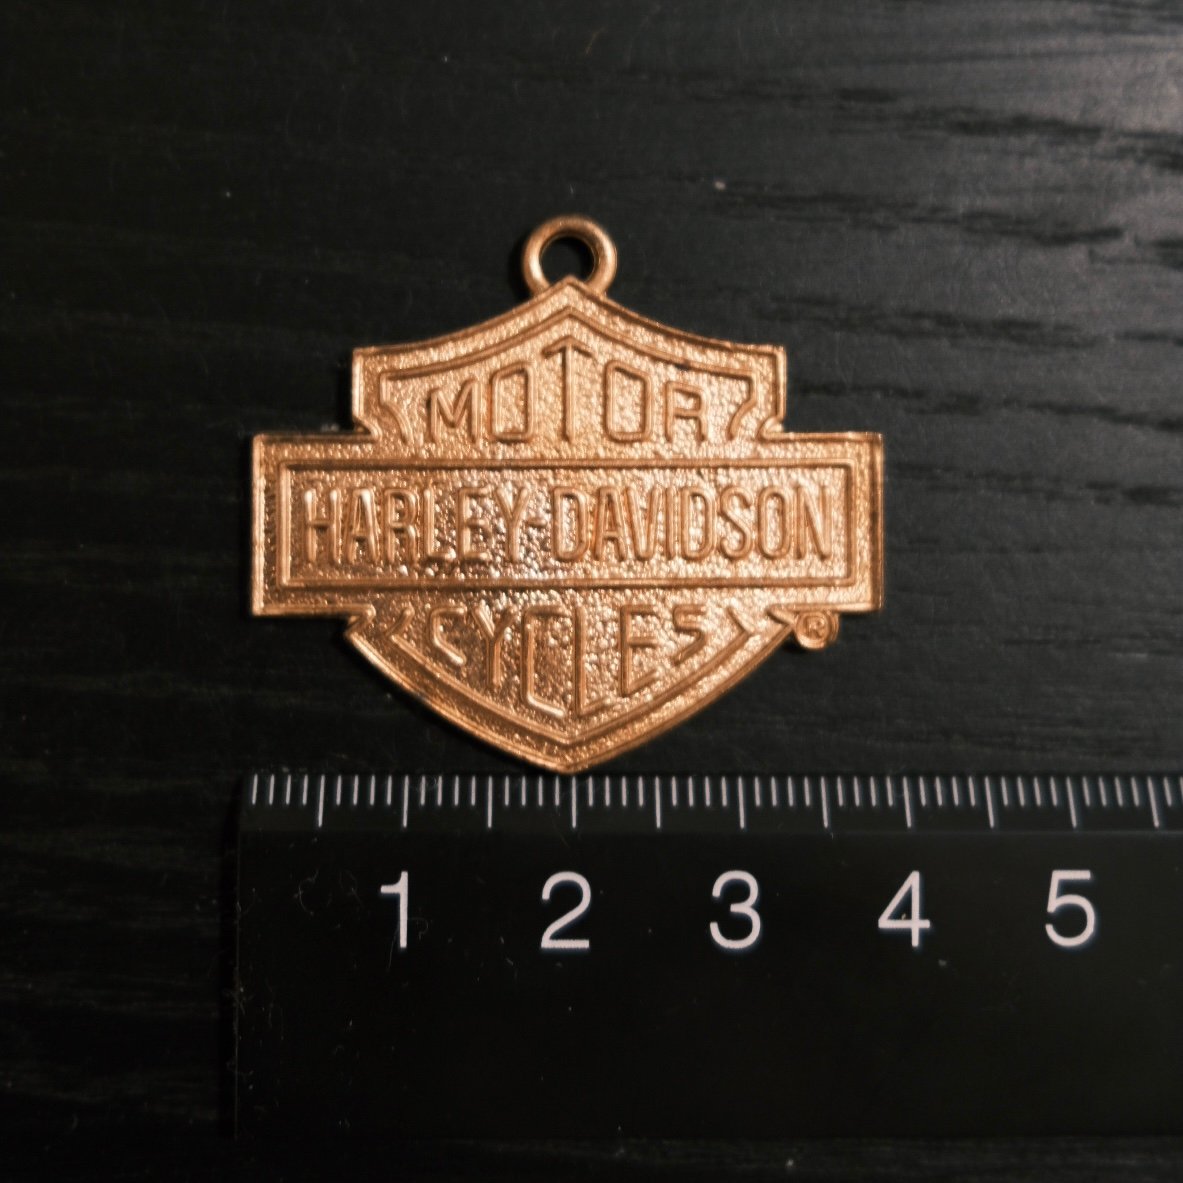 MOTOR
HARLEY-DAVIDSON
CYCLES
®
1 2 3 4 5